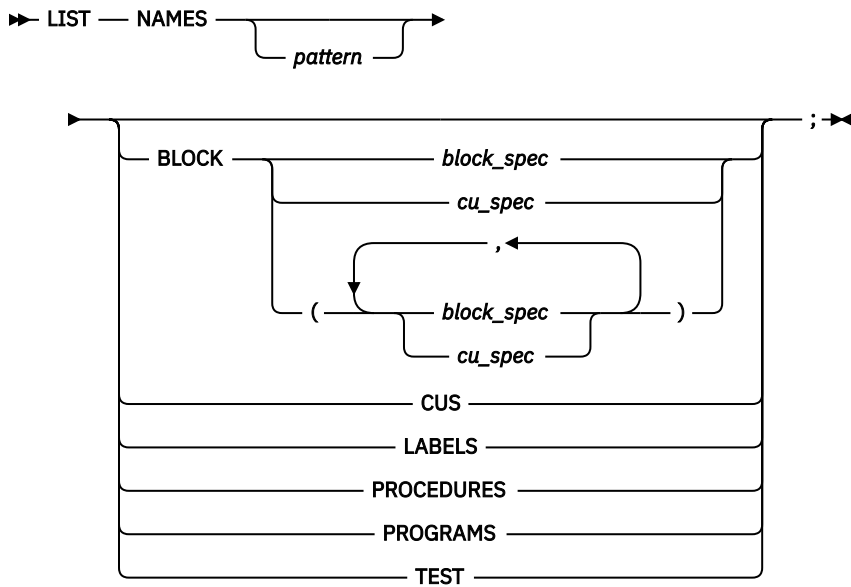 LIST NAMES
pattern
;
BLOCK block_spec
cu_spec
,
( block_spec )
cu_spec
CUS
LABELS
PROCEDURES
PROGRAMS
TEST